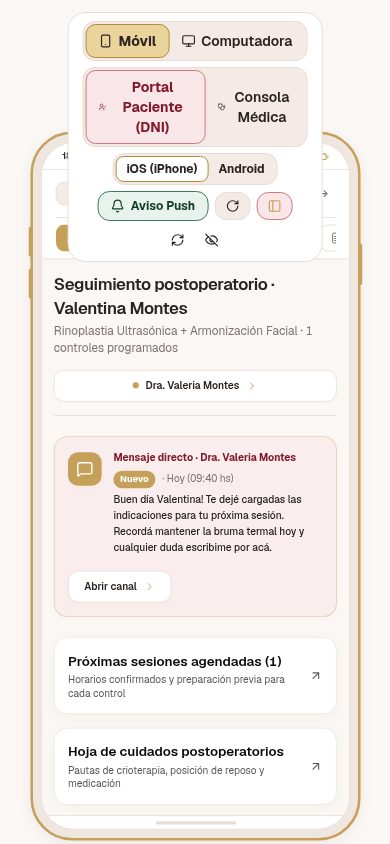 Móvil
Computadora
Portal
Paciente
(DNI)
Consola
Médica
iOS (iPhone)
Android
Aviso Push
Seguimiento postoperatorio ·
Valentina Montes
Rinoplastia Ultrasónica + Armonización Facial · 1
controles programados
Dra. Valeria Montes
Mensaje directo · Dra. Valeria Montes
Nuevo · Hoy (09:40 hs)
Buen día Valentina! Te dejé cargadas las
indicaciones para tu próxima sesión.
Recordá mantener la bruma termal hoy y
cualquier duda escribime por acá.
Abrir canal
Próximas sesiones agendadas (1)
Horarios confirmados y preparación previa para
cada control
Hoja de cuidados postoperatorios
Pautas de crioterapia, posición de reposo y
medicación